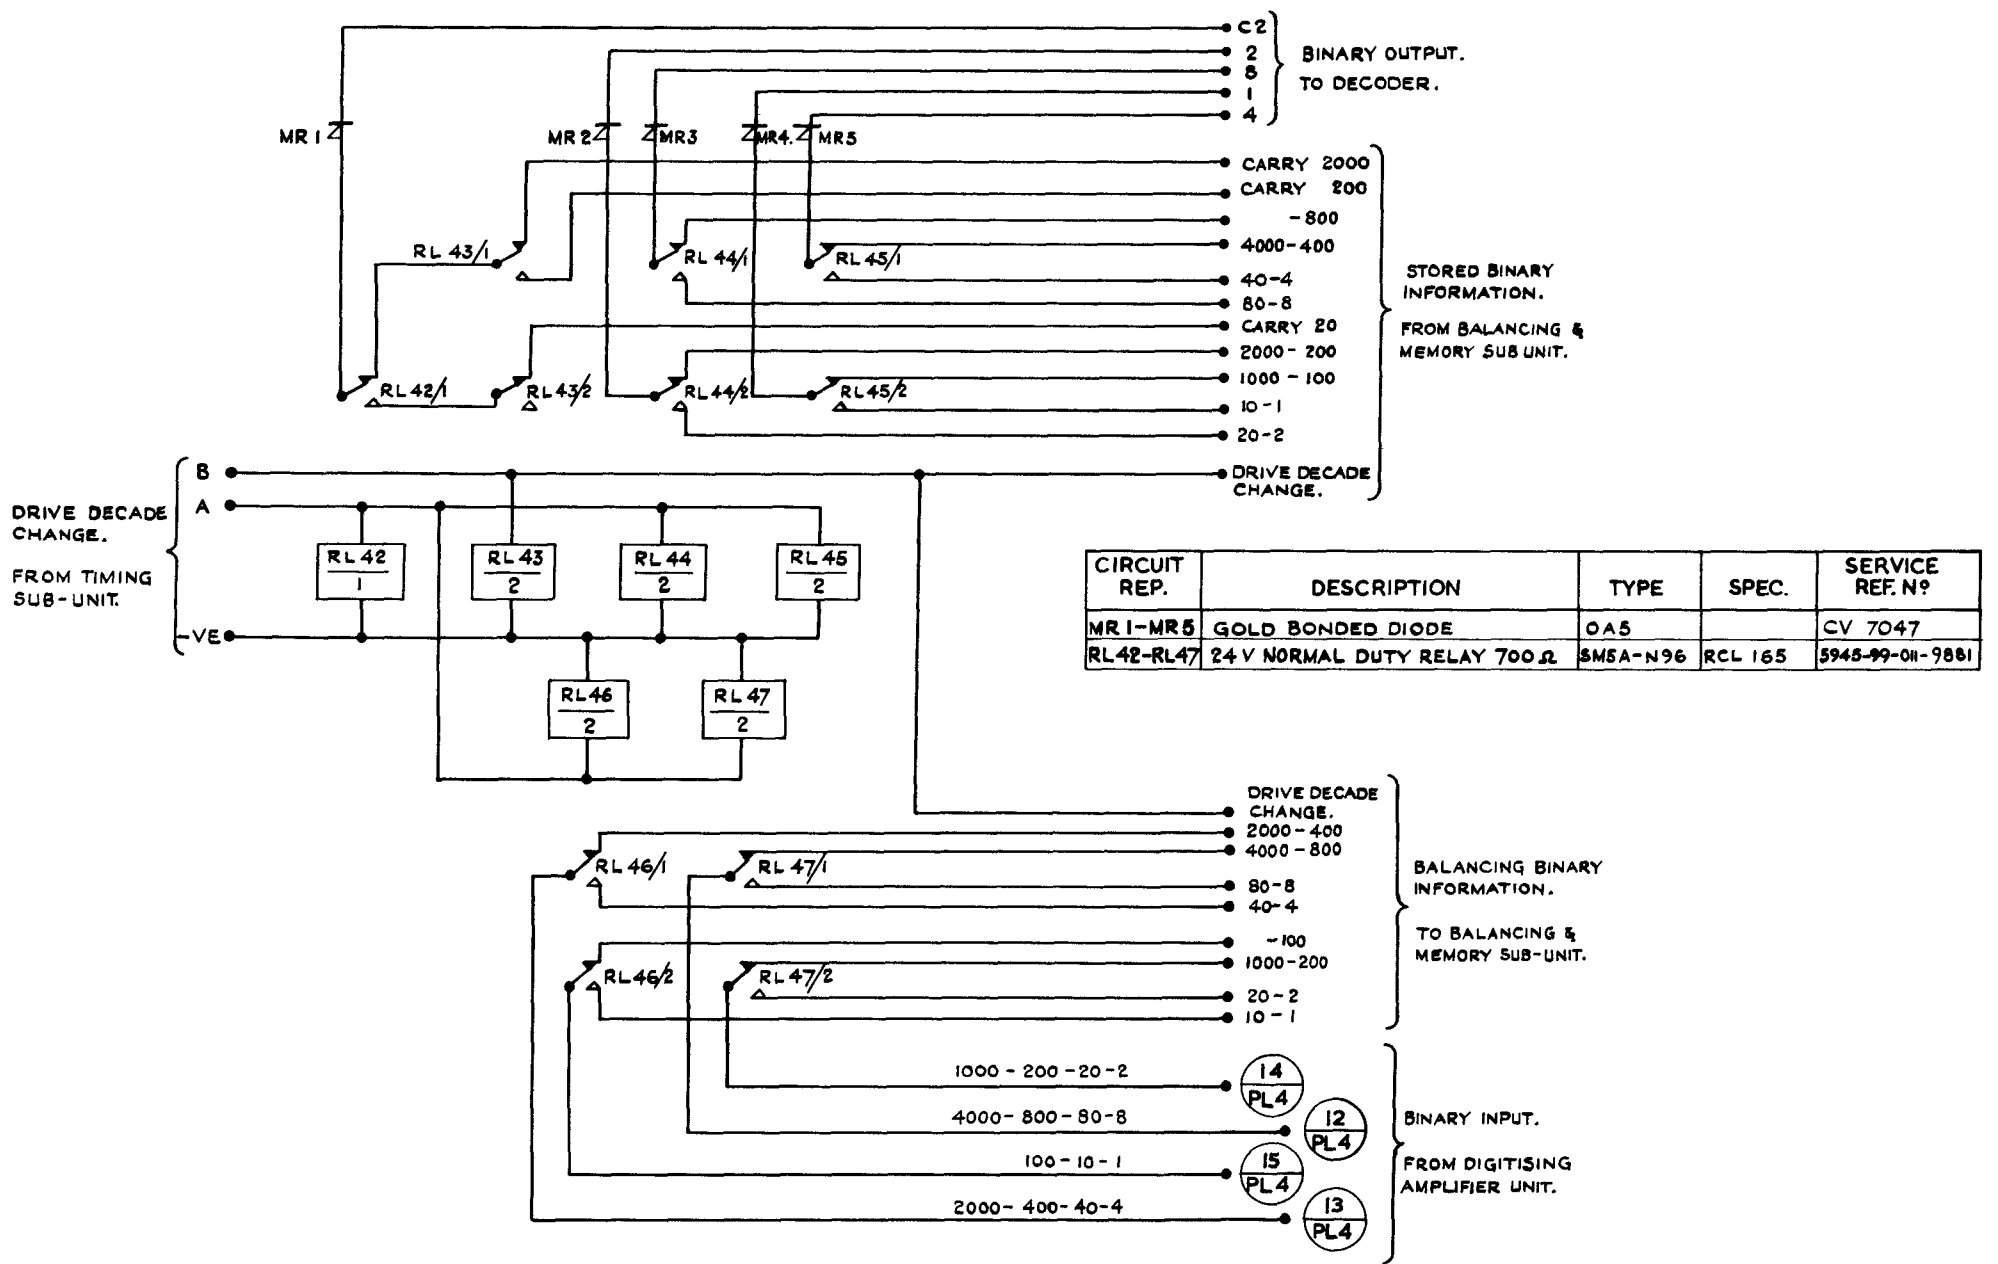 C2
2
8
1
4
BINARY OUTPUT.
TO DECODER.
MR 1
MR 2
MR3
MR4.
MR5
CARRY 2000
CARRY 200
-800
4000-400
40-4
80-8
CARRY 20
2000-200
1000-100
10-1
20-2
DRIVE DECADE
CHANGE.
STORED BINARY
INFORMATION.
FROM BALANCING &
MEMORY SUB UNIT.
RL 43/1
RL 44/1
RL 45/1
RL 42/1
RL 43/2
RL 44/2
RL 45/2
DRIVE DECADE
CHANGE.
FROM TIMING
SUB-UNIT.
B
A
-VE
RL 42
1
RL 43
2
RL 44
2
RL 45
2
RL 46
2
RL 47
2
CIRCUIT
REP.
DESCRIPTION
TYPE
SPEC.
SERVICE
REF. Nº
MR 1-MR 5
GOLD BONDED DIODE
OA5
CV 7047
RL 42-RL47
24 V NORMAL DUTY RELAY 700 Ω
SM5A-N96
RCL 165
5945-99-011-9881
DRIVE DECADE
CHANGE.
2000-400
4000-800
80-8
40-4
-100
1000-200
20-2
10-1
RL 46/1
RL 47/1
RL 46/2
RL 47/2
BALANCING BINARY
INFORMATION.
TO BALANCING &
MEMORY SUB-UNIT.
1000-200-20-2
14
PL4
4000-800-80-8
12
PL4
100-10-1
15
PL4
2000-400-40-4
13
PL4
BINARY INPUT.
FROM DIGITISING
AMPLIFIER UNIT.